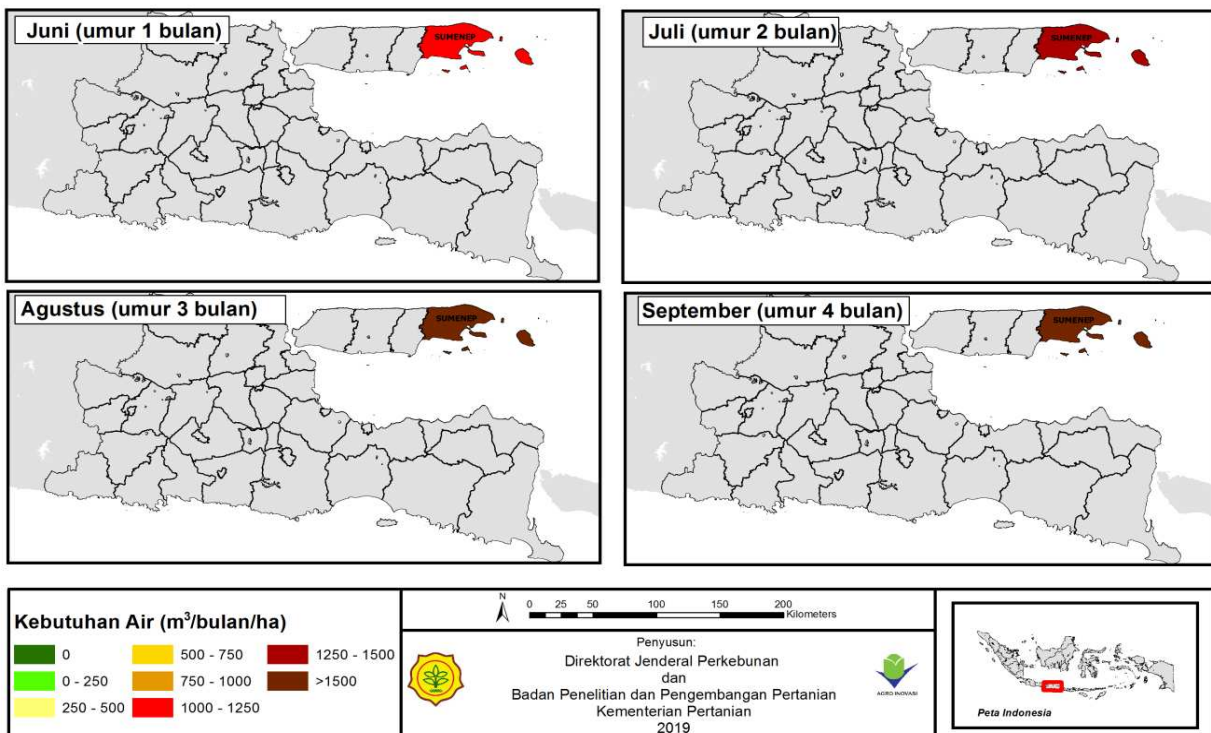 Juni (umur 1 bulan)
SUMENEP
Juli (umur 2 bulan)
SUMENEP
Agustus (umur 3 bulan)
SUMENEP
September (umur 4 bulan)
SUMENEP
Kebutuhan Air (m³/bulan/ha)
0
0 - 250
250 - 500
500 - 750
750 - 1000
1000 - 1250
1250 - 1500
>1500
N
0 25 50 100 150 200
Kilometers
Penyusun:
Direktorat Jenderal Perkebunan
dan
Badan Penelitian dan Pengembangan Pertanian
Kementerian Pertanian
2019
AGRO INOVASI
Peta Indonesia